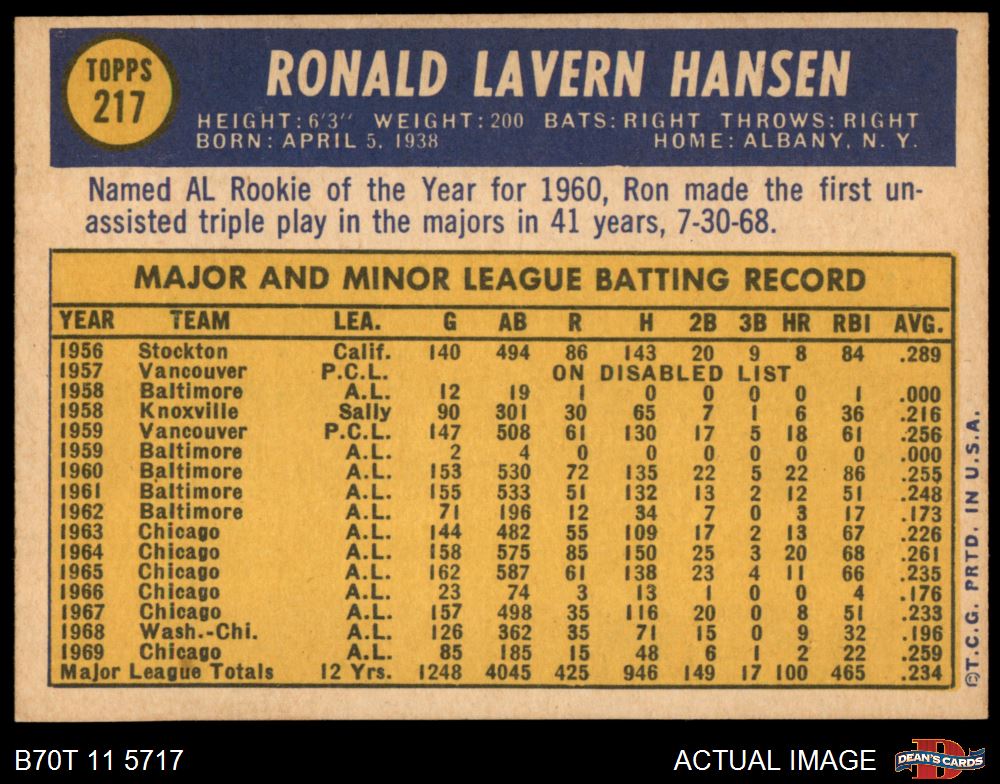 TOPPS
217
RONALD LAVERN HANSEN
HEIGHT: 6'3" WEIGHT: 200 BATS: RIGHT THROWS: RIGHT
BORN: APRIL 5, 1938 HOME: ALBANY, N. Y.
Named AL Rookie of the Year for 1960, Ron made the first un-
assisted triple play in the majors in 41 years, 7-30-68.
MAJOR AND MINOR LEAGUE BATTING RECORD
YEAR TEAM LEA. G AB R H 2B 3B HR RBI AVG.
1956 Stockton Calif. 140 494 86 143 20 9 8 84 .289
1957 Vancouver P.C.L. ON DISABLED LIST
1958 Baltimore A.L. 12 19 1 0 0 0 0 1 .000
1958 Knoxville Sally 90 301 30 65 7 1 6 36 .216
1959 Vancouver P.C.L. 147 508 61 130 17 5 18 61 .256
1959 Baltimore A.L. 2 4 0 0 0 0 0 0 .000
1960 Baltimore A.L. 153 530 72 135 22 5 22 86 .255
1961 Baltimore A.L. 155 533 51 132 13 2 12 51 .248
1962 Baltimore A.L. 71 196 12 34 7 0 3 17 .173
1963 Chicago A.L. 144 482 55 109 17 2 13 67 .226
1964 Chicago A.L. 158 575 85 150 25 3 20 68 .261
1965 Chicago A.L. 162 587 61 138 23 4 11 66 .235
1966 Chicago A.L. 23 74 3 13 1 0 0 4 .176
1967 Chicago A.L. 157 498 35 116 20 0 8 51 .233
1968 Wash.-Chi. A.L. 126 362 35 71 15 0 9 32 .196
1969 Chicago A.L. 85 185 15 48 6 1 2 22 .259
Major League Totals 12 Yrs. 1248 4045 425 946 149 17 100 465 .234
©T.C.G. PRTD. IN U.S.A.
B70T 11 5717
ACTUAL IMAGE
DEAN'S CARDS